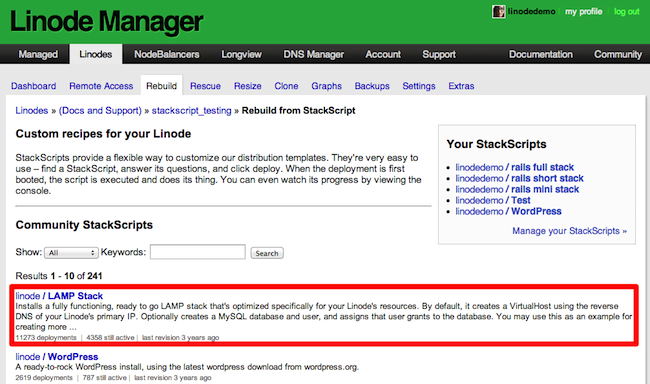 Linode Manager
linodedemo my profile | log out
Managed Linodes NodeBalancers Longview DNS Manager Account Support Documentation Community
Dashboard Remote Access Rebuild Rescue Resize Clone Graphs Backups Settings Extras
Linodes » (Docs and Support) » stackscript_testing » Rebuild from StackScript
Custom recipes for your Linode
StackScripts provide a flexible way to customize our distribution templates. They're very easy to
use – find a StackScript, answer its questions, and click deploy. When the deployment is first
booted, the script is executed and does its thing. You can even watch its progress by viewing the
console.
Your StackScripts
linodedemo / rails full stack
linodedemo / rails short stack
linodedemo / rails mini stack
linodedemo / Test
linodedemo / WordPress
Manage your StackScripts »
Community StackScripts
Show: All Keywords: Search
Results 1 - 10 of 241
linode / LAMP Stack
Installs a fully functioning, ready to go LAMP stack that's optimized specifically for your Linode's resources. By default, it creates a VirtualHost using the reverse
DNS of your Linode's primary IP. Optionally creates a MySQL database and user, and assigns that user grants to the database. You may use this as an example for
creating more ...
11273 deployments | 4358 still active | last revision 3 years ago
linode / WordPress
A ready-to-rock WordPress install, using the latest wordpress download from wordpress.org.
2619 deployments | 787 still active | last revision 3 years ago